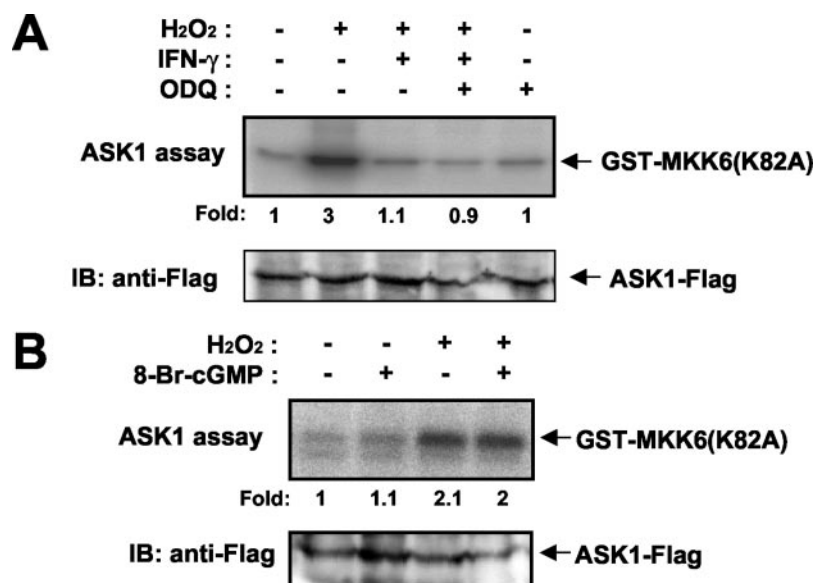 A
H2O2 : - + + + -
IFN-γ : - - + + -
ODQ : - - - + +
ASK1 assay
GST-MKK6(K82A)
Fold: 1 3 1.1 0.9 1
IB: anti-Flag
ASK1-Flag
B
H2O2 : - - + +
8-Br-cGMP : - + - +
ASK1 assay
GST-MKK6(K82A)
Fold: 1 1.1 2.1 2
IB: anti-Flag
ASK1-Flag